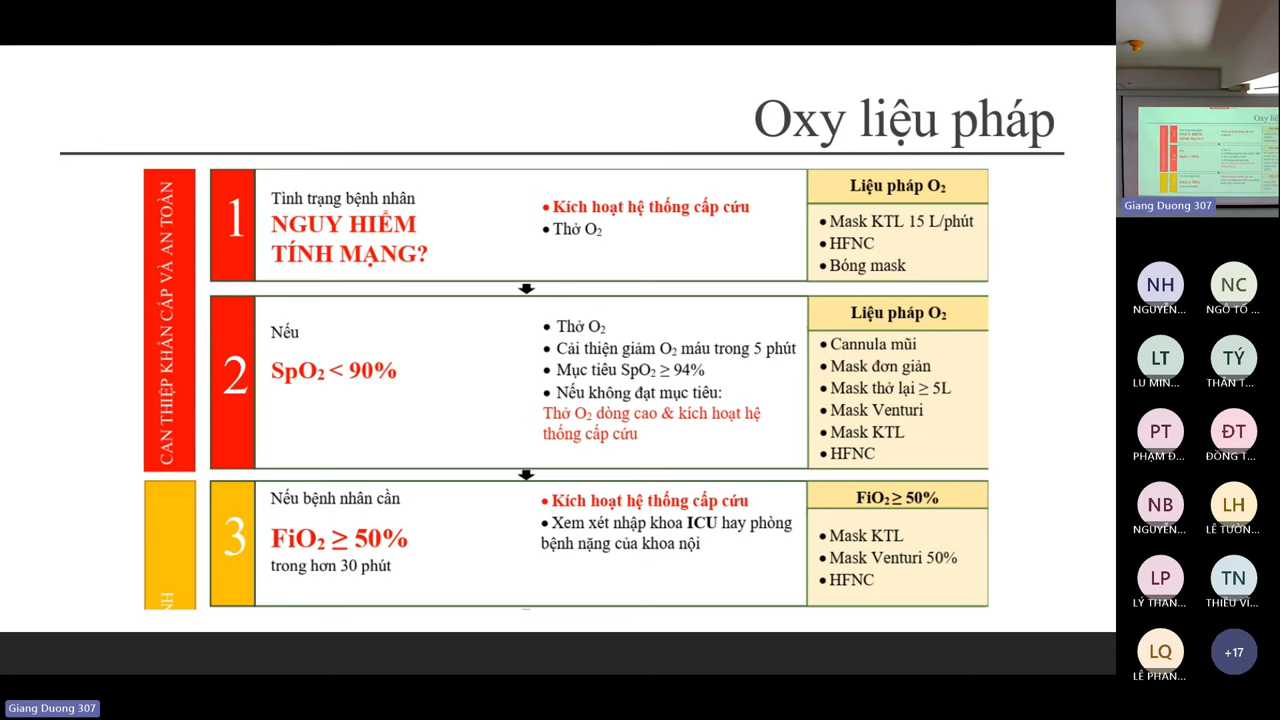 Oxy liệu pháp
CAN THIỆP KHẨN CẤP VÀ AN TOÀN
1
Tình trạng bệnh nhân
NGUY HIỂM
TÍNH MẠNG?
• Kích hoạt hệ thống cấp cứu
• Thở O₂
Liệu pháp O₂
• Mask KTL 15 L/phút
• HFNC
• Bóng mask
2
Nếu
SpO₂ < 90%
• Thở O₂
• Cải thiện giảm O₂ máu trong 5 phút
• Mục tiêu SpO₂ ≥ 94%
• Nếu không đạt mục tiêu:
Thở O₂ dòng cao & kích hoạt hệ
thống cấp cứu
Liệu pháp O₂
• Cannula mũi
• Mask đơn giản
• Mask thở lại ≥ 5L
• Mask Venturi
• Mask KTL
• HFNC
3
Nếu bệnh nhân cần
FiO₂ ≥ 50%
trong hơn 30 phút
• Kích hoạt hệ thống cấp cứu
• Xem xét nhập khoa ICU hay phòng
bệnh nặng của khoa nội
FiO₂ ≥ 50%
• Mask KTL
• Mask Venturi 50%
• HFNC
Giang Duong 307
Giang Duong 307
NH
NGUYỄN...
NC
NGÔ TỐ ...
LT
LU MIN...
TÝ
THÂN T...
PT
PHẠM Đ...
ĐT
ĐỒNG T...
NB
NGUYỄN...
LH
LÊ TƯỜN...
LP
LÝ THAN...
TN
THIỀU VĨ...
LQ
LÊ PHAN...
+17